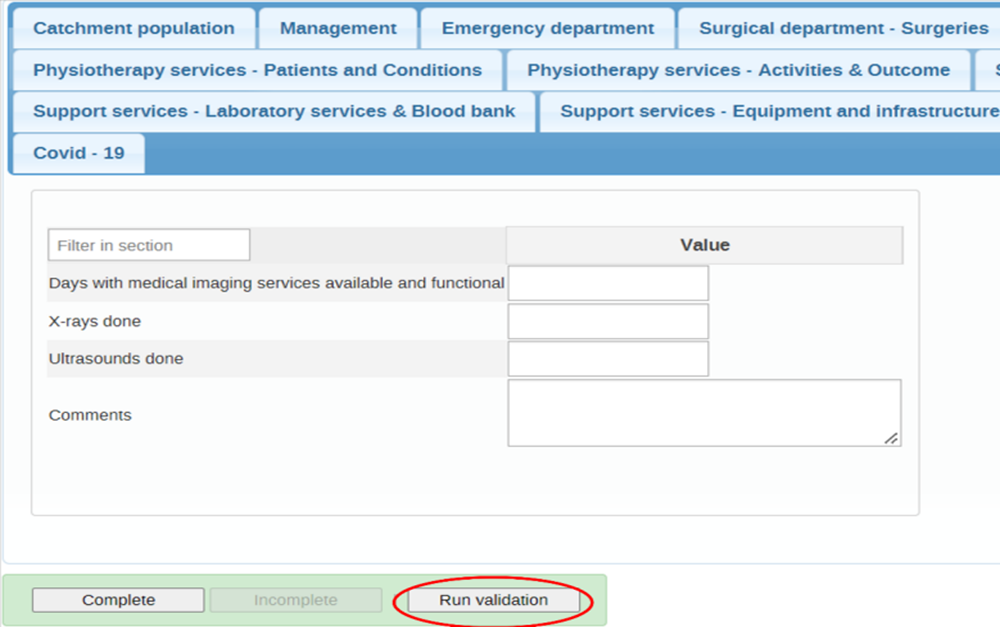 Catchment population Management Emergency department Surgical department - Surgeries
Physiotherapy services - Patients and Conditions Physiotherapy services - Activities & Outcome
Support services - Laboratory services & Blood bank Support services - Equipment and infrastructure
Covid - 19
Filter in section Value
Days with medical imaging services available and functional
X-rays done
Ultrasounds done
Comments
Complete Incomplete Run validation